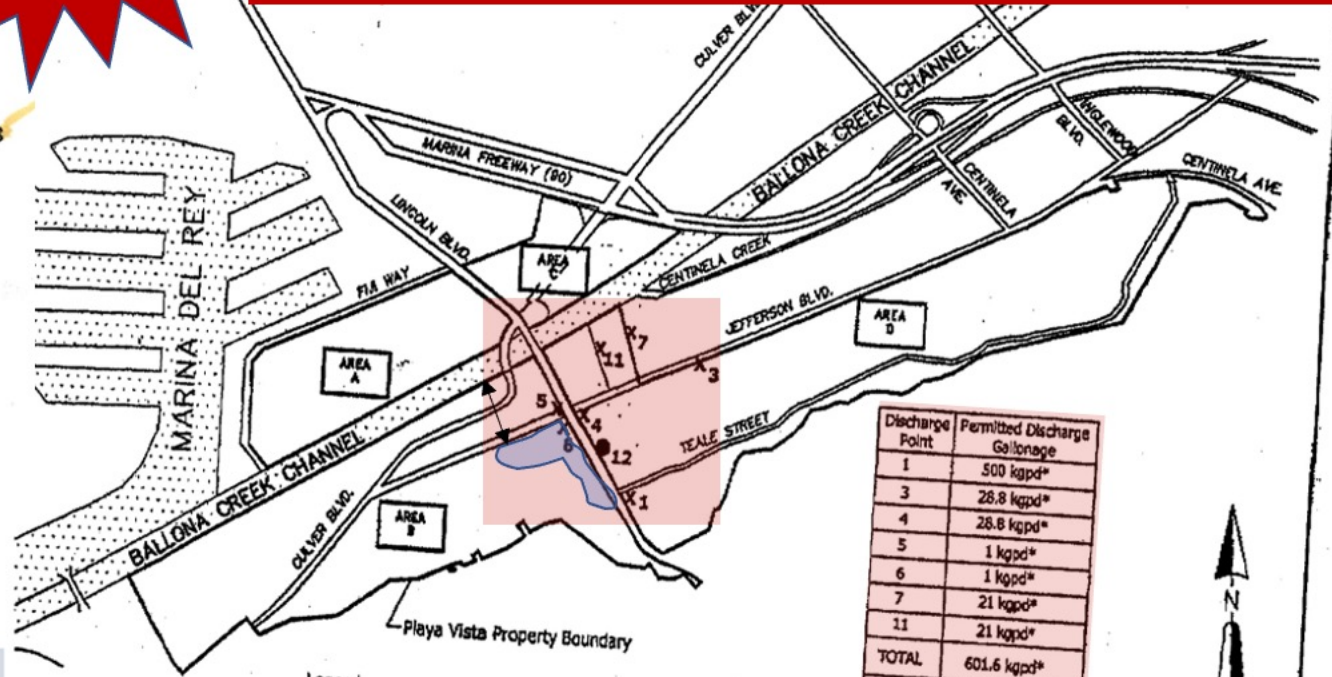 CULVER BLV
BALLONA CREEK CHANNEL
INGLEWOOD
BLVD.
MARINA FREEWAY (90)
CENTINELA
AVE.
CENTINELA AVE.
MARINA DEL REY
LINCOLN BLVD.
AREA
C
CENTINELA CREEK
FIJI WAY
JEFFERSON BLVD.
AREA
D
AREA
A
7
11
3
5
4
6
12
TEALE STREET
1
BALLONA CREEK CHANNEL
CULVER BLVD.
AREA
B
Playa Vista Property Boundary
Discharge Point Permitted Discharge Gallonage
1 500 kgpd*
3 28.8 kgpd*
4 28.8 kgpd*
5 1 kgpd*
6 1 kgpd*
7 21 kgpd*
11 21 kgpd*
TOTAL 601.6 kgpd*
N